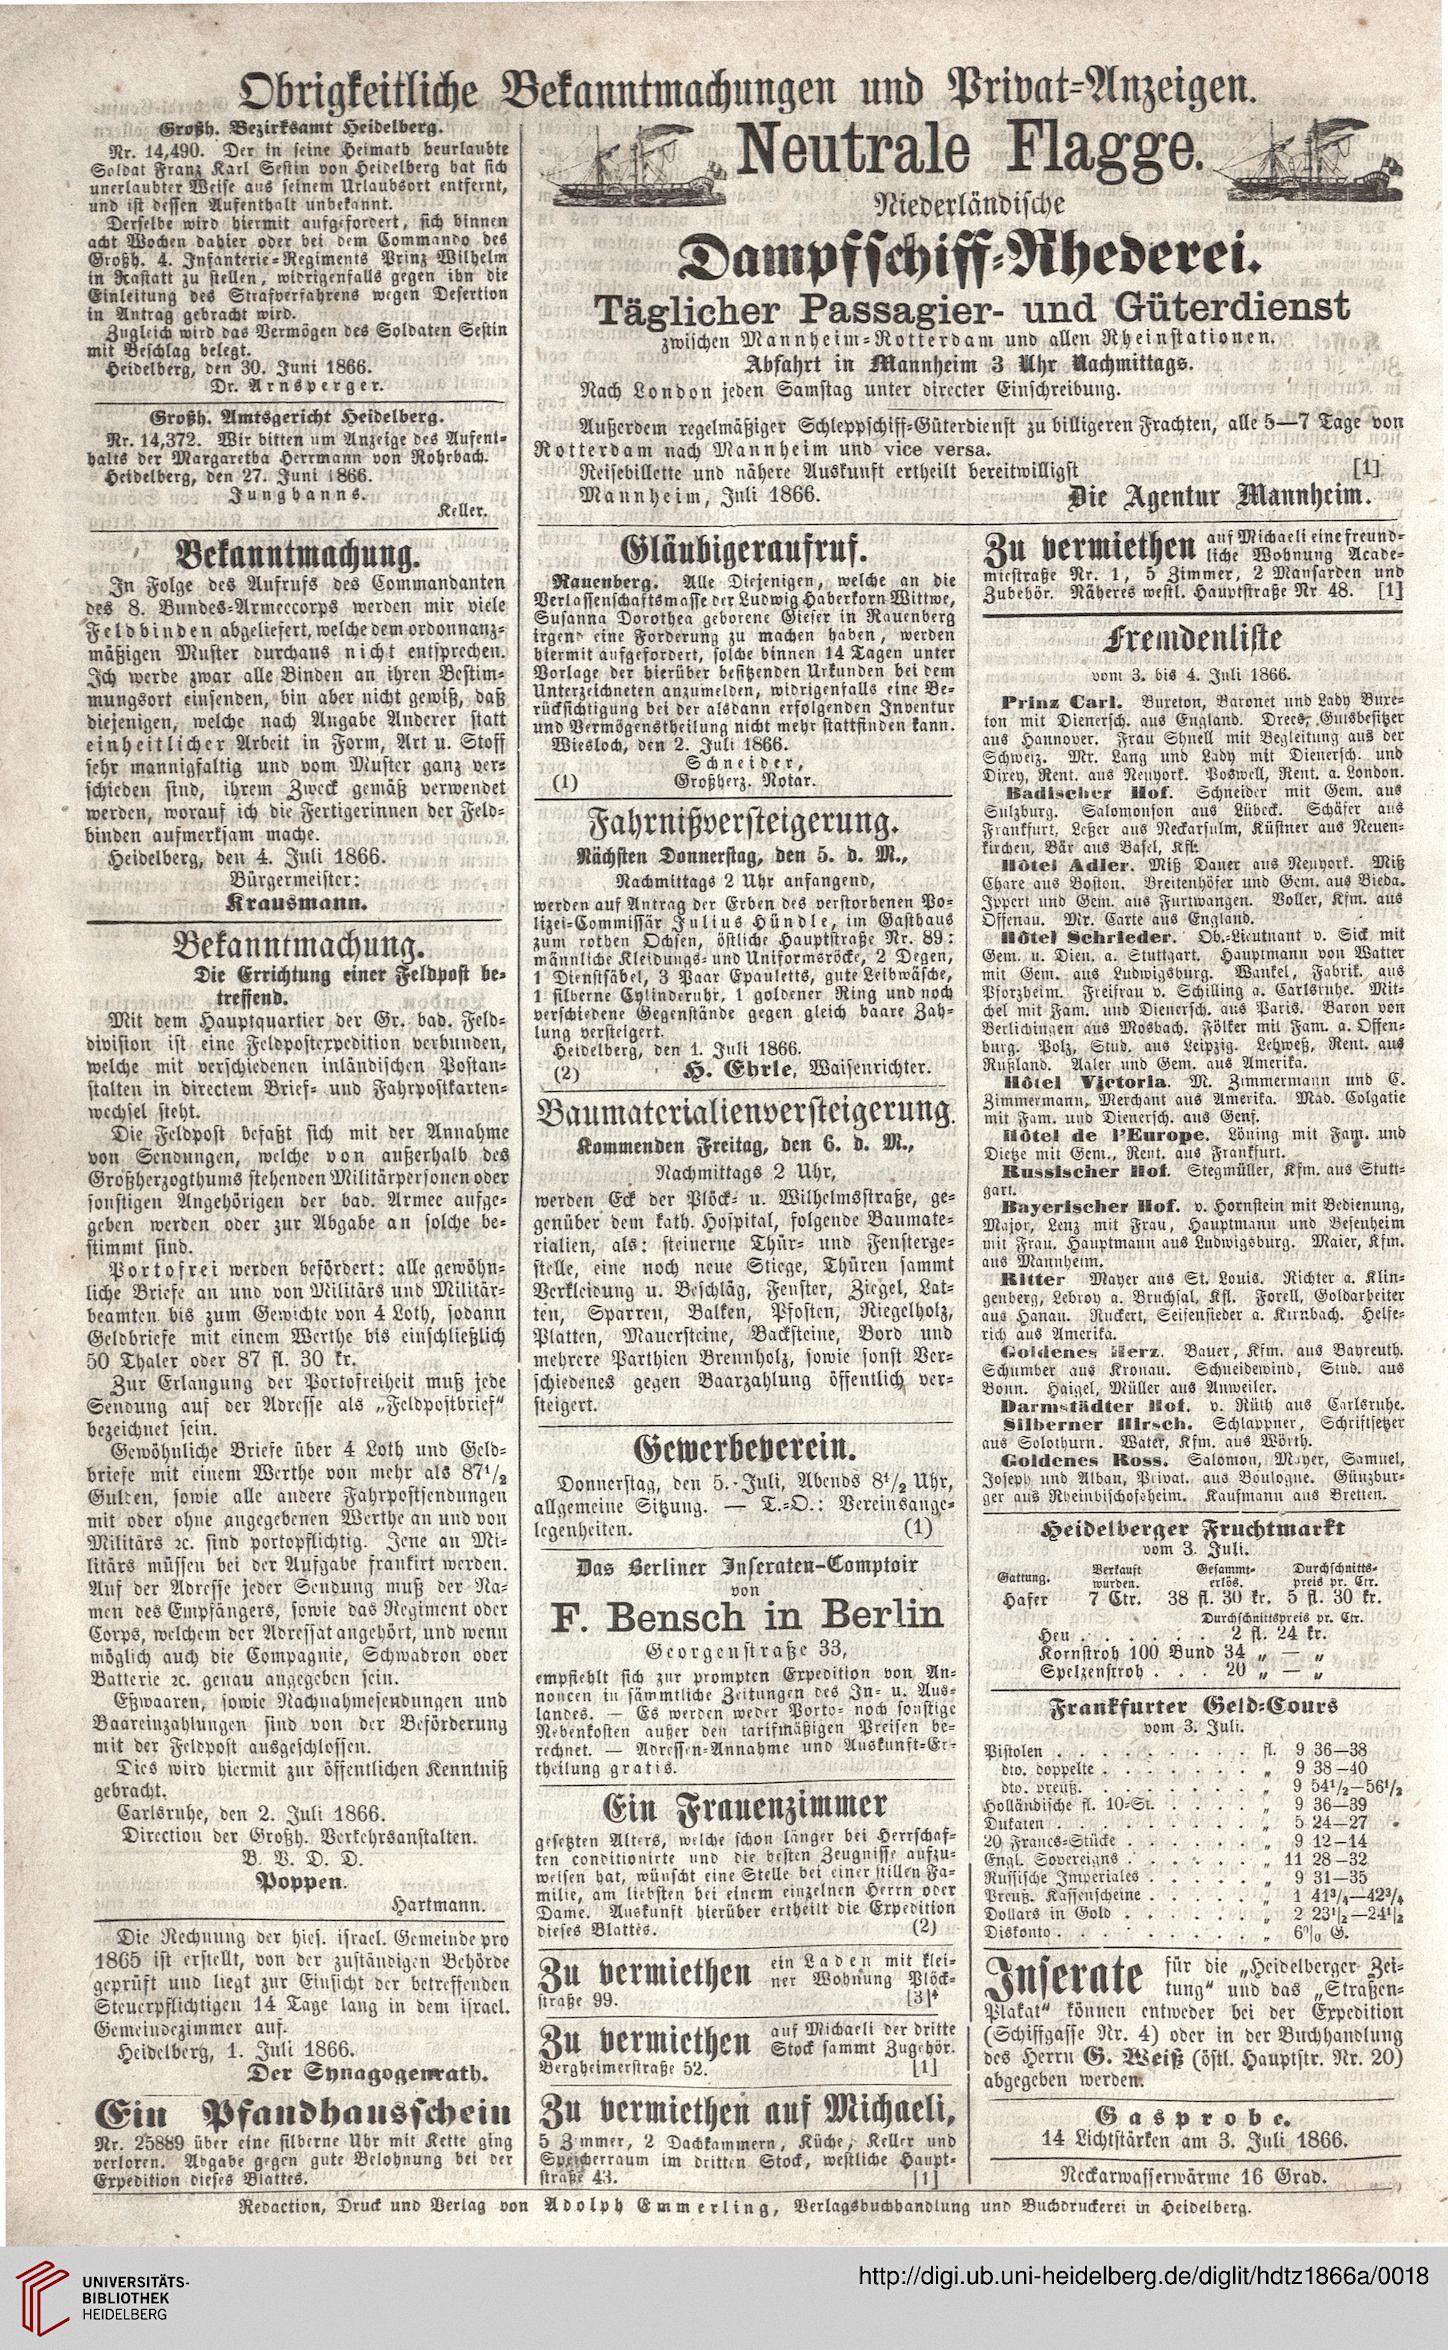 Obrigkeitliche Bekanntmachungen und Privat-Anzeigen.
Großh. Bezirksamt Heidelberg.
Nr. 14,490. Der in seine Heimath beurlaubte
Soldat Franz Karl Sestin von Heidelberg hat sich
unerlaubter Weise aus seinem Urlaubsort entfernt,
und ist dessen Aufenthalt unbekannt.
Derselbe wird hiermit aufgefordert, sich binnen
acht Wochen dahier oder bei dem Commando des
Großh. 4. Infanterie-Regiments Prinz Wilhelm
in Rastatt zu stellen, widrigenfalls gegen ihn die
Einleitung des Strafverfahrens wegen Desertion
in Antrag gebracht wird.
Zugleich wird das Vermögen des Soldaten Sestin
mit Beschlag belegt.
Heidelberg, den 30. Juni 1866.
Dr. Arnsperger.
Großh. Amtsgericht Heidelberg.
Nr. 14,372. Wir bitten um Anzeige des Aufent-
halts der Margaretha Herrmann von Rohrbach.
Heidelberg, den 27. Juni 1866.
Junghanns.
Keller.
Bekanntmachung.
In Folge des Aufrufs des Commandanten
des 8. Bundes-Armeecorps werden mir viele
Feldbinden abgeliefert, welche dem ordonnanz-
mäßigen Muster durchaus nicht entsprechen.
Ich werde zwar alle Binden an ihren Bestim-
mungsort einsenden, bin aber nicht gewiß, daß
diejenigen, welche nach Angabe Anderer statt
einheitlicher Arbeit in Form, Art u. Stoff
sehr mannigfaltig und vom Muster ganz ver-
schieden sind, ihrem Zweck gemäß verwendet
werden, worauf ich die Fertigerinnen der Feld-
binden aufmerksam mache.
Heidelberg, den 4. Juli 1866.
Bürgermeister:
Krausmann.
Bekanntmachung.
Die Errichtung einer Feldpost be-
treffend.
Mit dem Hauptquartier der Gr. bad. Feld-
division ist eine Feldpostexpedition verbunden,
welche mit verschiedenen inländischen Postan-
stalten in directem Brief- und Fahrpostkarten-
wechsel steht.
Die Feldpost befaßt sich mit der Annahme
von Sendungen, welche von außerhalb des
Großherzogthums stehenden Militärpersonen oder
sonstigen Angehörigen der bad. Armee aufge-
geben werden oder zur Abgabe an solche be-
stimmt sind.
Portofrei werden befördert: alle gewöhn-
liche Briefe an und von Militärs und Militär-
beamten bis zum Gewichte von 4 Loth, sodann
Geldbriefe mit einem Werthe bis einschließlich
50 Thaler oder 87 fl. 30 kr.
Zur Erlangung der Portofreiheit muß jede
Sendung auf der Adresse als „Feldpostbrief“
bezeichnet sein.
Gewöhnliche Briefe über 4 Loth und Geld-
briefe mit einem Werthe von mehr als 87½
Gulden, sowie alle andere Fahrpostsendungen
mit oder ohne angegebenen Werthe an und von
Militärs ꝛc. sind portopflichtig. Jene an Mi-
litärs müssen bei der Aufgabe frankirt werden.
Auf der Adresse jeder Sendung muß der Na-
men des Empfängers, sowie das Regiment oder
Corps, welchem der Adressat angehört, und wenn
möglich auch die Compagnie, Schwadron oder
Batterie ꝛc. genau angegeben sein.
Eßwaaren, sowie Nachnahmesendungen und
Baareinzahlungen sind von der Beförderung
mit der Feldpost ausgeschlossen.
Dies wird hiermit zur öffentlichen Kenntniß
gebracht.
Carlsruhe, den 2. Juli 1866.
Direction der Großh. Verkehrsanstalten.
B. V. D. D.
Poppen.
Hartmann.
Die Rechnung der hies. israel. Gemeinde pro
1865 ist erstellt, von der zuständigen Behörde
geprüft und liegt zur Einsicht der betreffenden
Steuerpflichtigen 14 Tage lang in dem israel.
Gemeindezimmer auf.
Heidelberg, 1. Juli 1866.
Der Synagogenrath.
Ein Pfandhausschein
Nr. 25889 über eine silberne Uhr mit Kette ging
verloren. Abgabe gegen gute Belohnung bei der
Expedition dieses Blattes.
Neutrale Flagge.
Niederländische
Dampfschiff-Rhederei.
Täglicher Passagier- und Güterdienst
zwischen Mannheim-Rotterdam und allen Rheinstationen.
Abfahrt in Mannheim 3 Uhr Nachmittags.
Nach London jeden Samstag unter directer Einschreibung.
Außerdem regelmäßiger Schleppschiff-Güterdienst zu billigeren Frachten, alle 5—7 Tage von
Rotterdam nach Mannheim und vice versa.
Reisebillette und nähere Auskunft ertheilt bereitwilligst [1]
Mannheim, Juli 1866. Die Agentur Mannheim.
Gläubigeraufruf.
Rauenberg. Alle Diejenigen, welche an die
Verlassenschaftsmasse der Ludwig Haberkorn Wittwe,
Susanna Dorothea geborene Gieser in Rauenberg
irgend eine Forderung zu machen haben, werden
hiermit aufgefordert, solche binnen 14 Tagen unter
Vorlage der hierüber besitzenden Urkunden bei dem
Unterzeichneten anzumelden, widrigenfalls eine Be-
rücksichtigung bei der alsdann erfolgenden Inventur
und Vermögenstheilung nicht mehr stattfinden kann.
Wiesloch, den 2. Juli 1866.
Schneider,
(1) Großherz. Notar.
Fahrnißversteigerung.
Nächsten Donnerstag, den 5. d. M.,
Nachmittags 2 Uhr anfangend,
werden auf Antrag der Erben des verstorbenen Po-
lizei-Commissär Julius Hündle, im Gasthaus
zum rothen Ochsen, östliche Hauptstraße Nr. 89:
männliche Kleidungs- und Uniformsröcke, 2 Degen,
1 Dienstsäbel, 3 Paar Epauletts, gute Leibwäsche,
1 silberne Cylinderuhr, 1 goldener Ring und noch
verschiedene Gegenstände gegen gleich baare Zah-
lung versteigert.
Heidelberg, den 1. Juli 1866.
(2) H. Ehrle, Waisenrichter.
Baumaterialienversteigerung.
Kommenden Freitag, den 6. d. M.,
Nachmittags 2 Uhr,
werden Eck der Plöck- u. Wilhelmsstraße, ge-
genüber dem kath. Hospital, folgende Baumate-
rialien, als: steinerne Thür- und Fensterge-
stelle, eine noch neue Stiege, Thüren sammt
Verkleidung u. Beschläg, Fenster, Ziegel, Lat-
ten, Sparren, Balken, Pfosten, Riegelholz,
Platten, Mauersteine, Backsteine, Bord und
mehrere Parthien Brennholz, sowie sonst Ver-
schiedenes gegen Baarzahlung öffentlich ver-
steigert.
Gewerbeverein.
Donnerstag, den 5. Juli, Abends 8½ Uhr,
allgemeine Sitzung. — T.-O.: Vereinsange-
legenheiten. (1)
Das Berliner Inseraten-Comptoir
von
F. Bensch in Berlin
Georgenstraße 33,
empfiehlt sich zur prompten Expedition von An-
noncen in sämmtliche Zeitungen des In- u. Aus-
landes. — Es werden weder Porto- noch sonstige
Nebenkosten außer den tarifmäßigen Preisen be-
rechnet. — Adressen-Annahme und Auskunft-Er-
theilung gratis.
Ein Frauenzimmer
gesetzten Alters, welche schon länger bei Herrschaf-
ten conditionirte und die besten Zeugnisse aufzu-
weisen hat, wünscht eine Stelle bei einer stillen Fa-
milie, am liebsten bei einem einzelnen Herrn oder
Dame. Auskunft hierüber ertheilt die Expedition
dieses Blattes. (2)
Zu vermiethen ein Laden mit klei-
ner Wohnung Plöck-
straße 99. [3]⁴
Zu vermiethen auf Michaeli der dritte
Stock sammt Zugehör.
Bergheimerstraße 52. [1]
Zu vermiethen auf Michaeli,
5 Zimmer, 2 Dachkammern, Küche, Keller und
Speicherraum im dritten Stock, westliche Haupt-
straße 43. [1]
Zu vermiethen auf Michaeli eine freund-
liche Wohnung Acade-
miestraße Nr. 1, 5 Zimmer, 2 Mansarden und
Zubehör. Näheres westl. Hauptstraße Nr. 48. [1]
Fremdenliste
vom 3. bis 4. Juli 1866.
Prinz Carl. Bureton, Baronet und Lady Bure-
ton mit Dienersch. aus England. Drees, Gutsbesitzer
aus Hannover. Frau Shnell mit Begleitung aus der
Schweiz. Mr. Lang und Lady mit Dienersch. und
Dixey, Rent. aus Neuyork. Poswell, Rent. a. London.
Badischer Hof. Schneider mit Gem. aus
Sulzburg. Salomonson aus Lübeck. Schäfer aus
Frankfurt, Letzer aus Neckarsulm, Küstner aus Neuen-
kirchen, Bär aus Basel, Kfl.
Hôtel Adler. Miß Dauer aus Neuyork. Miß
Chare aus Boston. Breitenhöfer und Gem. aus Bieda.
Ippert und Gem. aus Furtwangen. Voller, Kfm. aus
Offenau. Mr. Carte aus England.
Hôtel Schrieder. Ob.-Lieutnant v. Sick mit
Gem. u. Dien. a. Stuttgart. Hauptmann von Watter
mit Gem. aus Ludwigsburg. Wankel, Fabrik. aus
Pforzheim. Freifrau v. Schilling a. Carlsruhe. Mit-
chel mit Fam. und Dienersch. aus Paris. Baron von
Berlichingen aus Mosbach. Fölker mit Fam. a. Offen-
burg. Polz, Stud. aus Leipzig. Lehweß, Rent. aus
Rußland. Aaler und Gem. aus Amerika.
Hôtel Victoria. M. Zimmermann und C.
Zimmermann, Merchant aus Amerika. Mad. Colgatie
mit Fam. und Dienersch. aus Genf.
Hôtel de l'Europe. Löning mit Fam. und
Dietze mit Gem., Rent. aus Frankfurt.
Russischer Hof. Stegmüller, Kfm. aus Stutt-
gart.
Bayerischer Hof. v. Hornstein mit Bedienung,
Major, Lenz mit Frau, Hauptmann und Besenheim
mit Frau. Hauptmann aus Ludwigsburg. Maier, Kfm.
aus Mannheim.
Ritter Mayer aus St. Louis. Richter a. Klin-
genberg, Lebroy a. Bruchsal, Kfl. Forell, Goldarbeiter
aus Hanau. Ruckert, Seifensieder a. Kürnbach. Helfe-
rich aus Amerika.
Goldenes Herz. Bauer, Kfm. aus Bayreuth.
Schumber aus Kronau. Schneidewind, Stud. aus
Bonn. Haigel, Müller aus Anweiler.
Darmstädter Hof. v. Rüth aus Carlsruhe.
Silberner Hirsch. Schlappner, Schriftsetzer
aus Solothurn. Water, Kfm. aus Wörth.
Goldenes Ross. Salomon, Mayer, Samuel,
Joseph und Alban, Privat. aus Boulogne. Günzbur-
ger aus Rheinbischofsheim. Kaufmann aus Bretten.
Heidelberger Fruchtmarkt
vom 3. Juli.
Gattung. Verkauft wurden. Gesammt-erlös. Durchschnitts-preis pr. Ctr.
Hafer 7 Ctr. 38 fl. 30 kr. 5 fl. 30 kr.
Durchschnittspreis pr. Ctr.
Heu . . . . . . 2 fl. 24 kr.
Kornstroh 100 Bund 34 „ — „
Spelzenstroh . . . 20 „ — „
Frankfurter Geld-Cours
vom 3. Juli.
Pistolen . . . . . . . . fl. 9 36—38
dto. doppelte . . . . . . . „ 9 38—40
dto. preuß. . . . . . . . „ 9 54½—56½
Holländische fl. 10-St. . . . . . „ 9 36—39
Dukaten . . . . . . . . . „ 5 24—27
20 Francs-Stücke . . . . . . „ 9 12—14
Engl. Sovereigns . . . . . . „ 11 28—32
Russische Imperiales . . . . . „ 9 31—35
Preuß. Kassenscheine . . . . . „ 1 41¾—42¾
Dollars in Gold . . . . . . „ 2 23½—24½
Diskonto . . . . . . . . „ 6% G.
Inserate für die „Heidelberger Zei-
tung“ und das „Straßen-
Plakat“ können entweder bei der Expedition
(Schiffgasse Nr. 4) oder in der Buchhandlung
des Herrn G. Weiß (östl. Hauptstr. Nr. 20)
abgegeben werden.
Gasprobe.
14 Lichtstärken am 3. Juli 1866.
Neckarwasserwärme 16 Grad.
Redaction, Druck und Verlag von Adolph Emmerling, Verlagsbuchhandlung und Buchdruckerei in Heidelberg.
UNIVERSITÄTS-
BIBLIOTHEK
HEIDELBERG
http://digi.ub.uni-heidelberg.de/diglit/hdtz1866a/0018